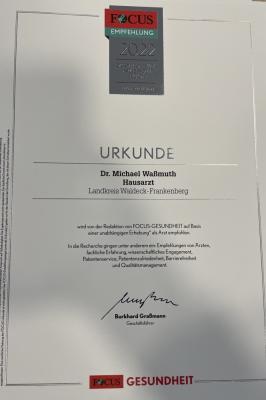 FOCUS
EMPFEHLUNG
2022
URKUNDE
Dr. Michael Waßmuth
Hausarzt
Landkreis Waldeck-Frankenberg
wird von der Redaktion von FOCUS-GESUNDHEIT auf Basis
einer unabhängigen Erhebung* als Arzt empfohlen.
In die Recherche gingen unter anderem ein Empfehlungen von Ärzten,
fachliche Erfahrung, wissenschaftliches Engagement,
Patientenservice, Patientenzufriedenheit, Barrierefreiheit
und Qualitätsmanagement.
Burkhard Graßmann
Geschäftsführer
FOCUS GESUNDHEIT